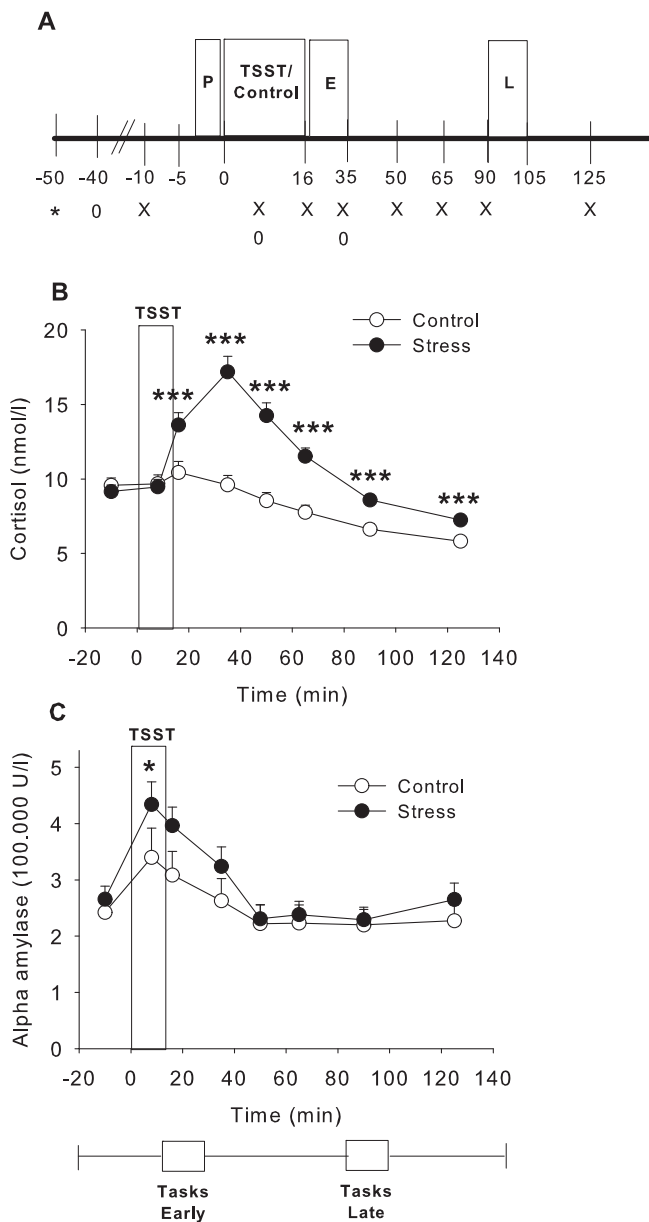 A
P
TSST/
Control
E
L
-50 -40 -10 -5 0 16 35 50 65 90 105 125
* 0 X X X X X X X X
0 0
B
TSST
Control
Stress
*** *** *** *** *** ***
20
15
10
5
0
Cortisol (nmol/l)
-20 0 20 40 60 80 100 120 140
Time (min)
C
TSST
*
Control
Stress
5
4
3
2
1
0
Alpha amylase (100.000 U/l)
-20 0 20 40 60 80 100 120 140
Time (min)
Tasks
Early
Tasks
Late